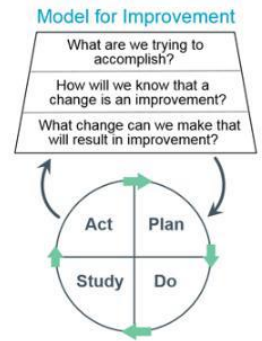 Model for Improvement
What are we trying to
accomplish?
How will we know that a
change is an improvement?
What change can we make that
will result in improvement?
Act
Plan
Study
Do